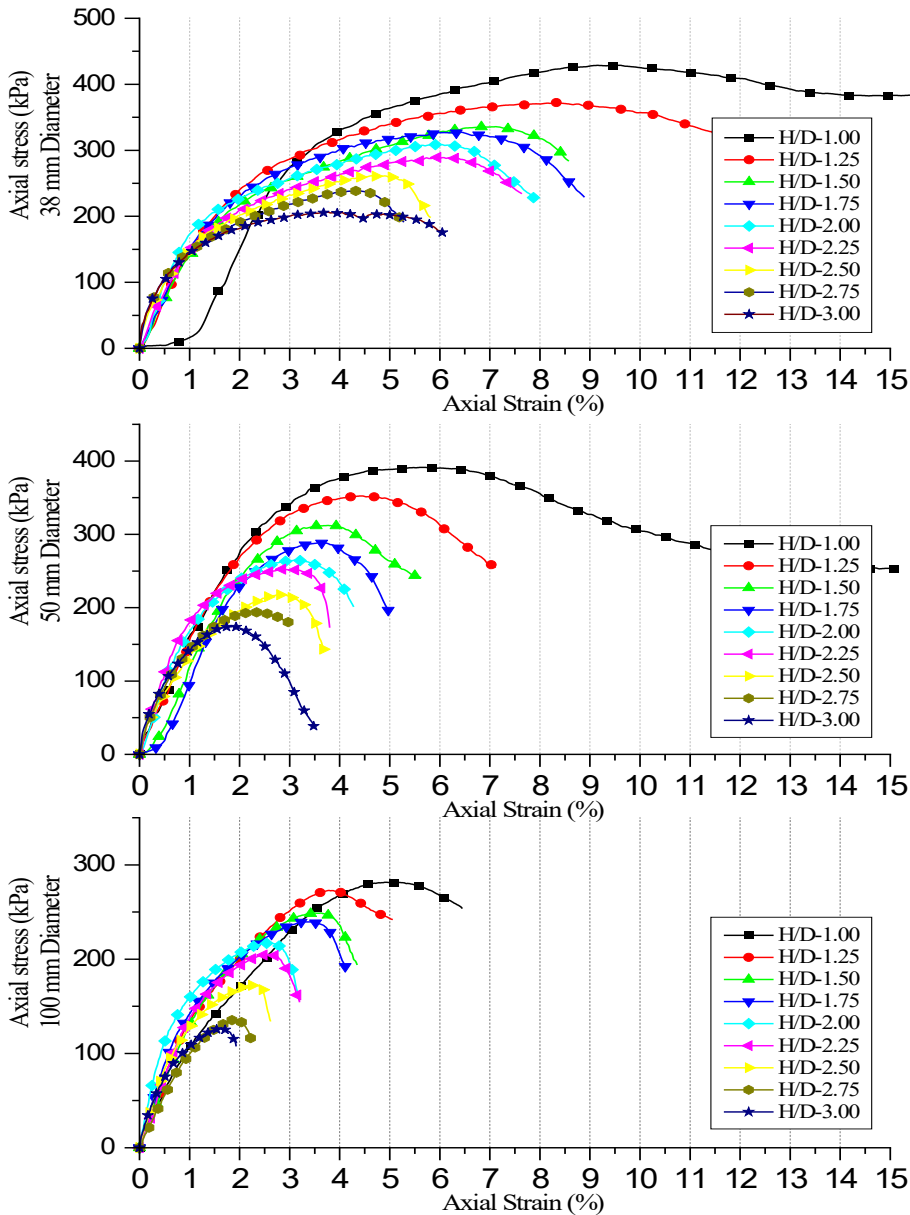 500
400
300
200
100
0
Axial stress (kPa)
38 mm Diameter
H/D-1.00
H/D-1.25
H/D-1.50
H/D-1.75
H/D-2.00
H/D-2.25
H/D-2.50
H/D-2.75
H/D-3.00
0 1 2 3 4 5 6 7 8 9 10 11 12 13 14 15
Axial Strain (%)
400
300
200
100
0
Axial stress (kPa)
50 mm Diameter
H/D-1.00
H/D-1.25
H/D-1.50
H/D-1.75
H/D-2.00
H/D-2.25
H/D-2.50
H/D-2.75
H/D-3.00
0 1 2 3 4 5 6 7 8 9 10 11 12 13 14 15
Axial Strain (%)
300
200
100
0
Axial stress (kPa)
100 mm Diameter
H/D-1.00
H/D-1.25
H/D-1.50
H/D-1.75
H/D-2.00
H/D-2.25
H/D-2.50
H/D-2.75
H/D-3.00
0 1 2 3 4 5 6 7 8 9 10 11 12 13 14 15
Axial Strain (%)